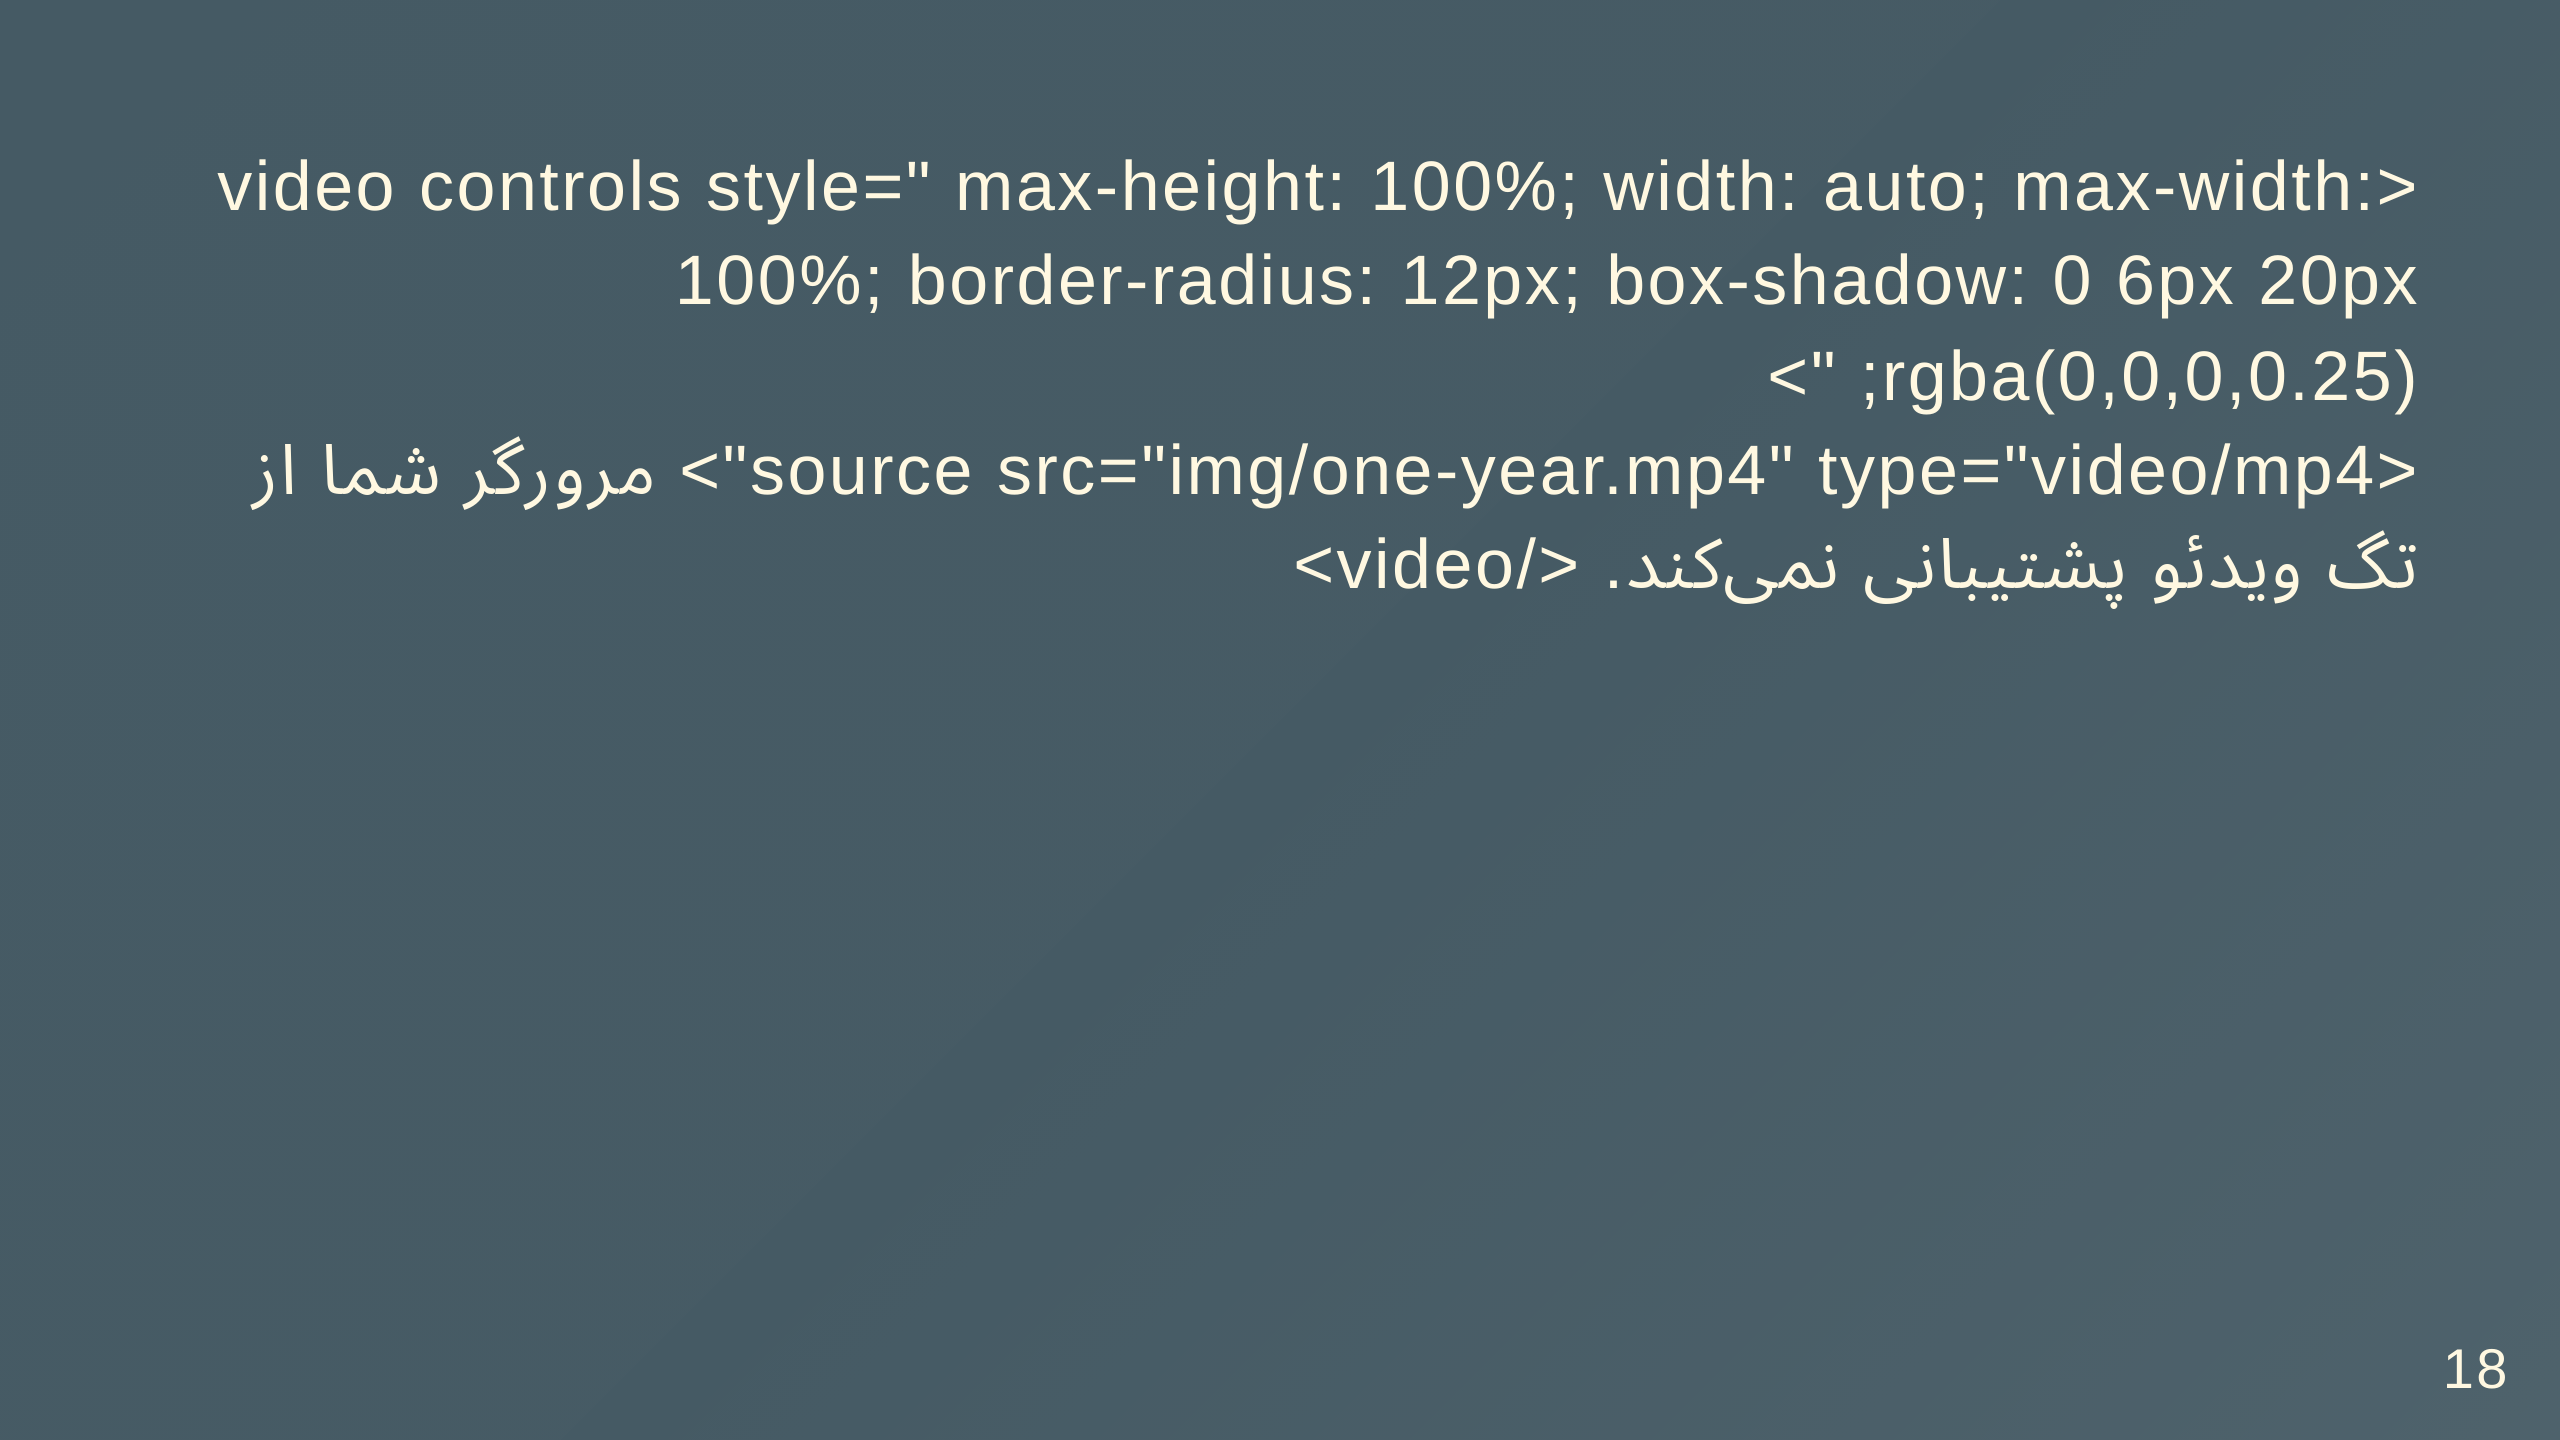 <video controls style=" max-height: 100%; width: auto; max-width:
100%; border-radius: 12px; box-shadow: 0 6px 20px
rgba(0,0,0,0.25); ">
<source src="img/one-year.mp4" type="video/mp4"> مرورگر شما از
تگ ویدئو پشتیبانی نمی‌کند. </video>
18